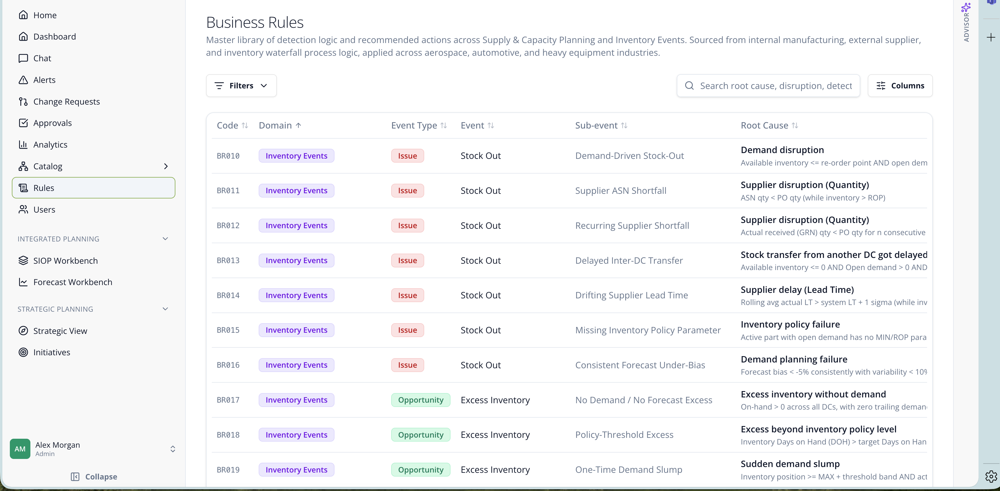 Home
Dashboard
Chat
Alerts
Change Requests
Approvals
Analytics
Catalog
Rules
Users
INTEGRATED PLANNING
SIOP Workbench
Forecast Workbench
STRATEGIC PLANNING
Strategic View
Initiatives
AM
Alex Morgan
Admin
Collapse
Business Rules
Master library of detection logic and recommended actions across Supply & Capacity Planning and Inventory Events. Sourced from internal manufacturing, external supplier,
and inventory waterfall process logic, applied across aerospace, automotive, and heavy equipment industries.
Filters
Search root cause, disruption, detect
Columns
Code Domain Event Type Event Sub-event Root Cause
BR010 Inventory Events Issue Stock Out Demand-Driven Stock-Out Demand disruption
Available inventory <= re-order point AND open dem
BR011 Inventory Events Issue Stock Out Supplier ASN Shortfall Supplier disruption (Quantity)
ASN qty < PO qty (while inventory > ROP)
BR012 Inventory Events Issue Stock Out Recurring Supplier Shortfall Supplier disruption (Quantity)
Actual received (GRN) qty < PO qty for n consecutive
BR013 Inventory Events Issue Stock Out Delayed Inter-DC Transfer Stock transfer from another DC got delayed
Available inventory <= 0 AND Open demand > 0 AND
BR014 Inventory Events Issue Stock Out Drifting Supplier Lead Time Supplier delay (Lead Time)
Rolling avg actual LT > system LT + 1 sigma (while inv
BR015 Inventory Events Issue Stock Out Missing Inventory Policy Parameter Inventory policy failure
Active part with open demand has no MIN/ROP para
BR016 Inventory Events Issue Stock Out Consistent Forecast Under-Bias Demand planning failure
Forecast bias < -5% consistently with variability < 10%
BR017 Inventory Events Opportunity Excess Inventory No Demand / No Forecast Excess Excess inventory without demand
On-hand > 0 across all DCs, with zero trailing deman
BR018 Inventory Events Opportunity Excess Inventory Policy-Threshold Excess Excess beyond inventory policy level
Inventory Days on Hand (DOH) > target Days on Han
BR019 Inventory Events Opportunity Excess Inventory One-Time Demand Slump Sudden demand slump
Inventory position >= MAX + threshold band AND act
ADVISOR